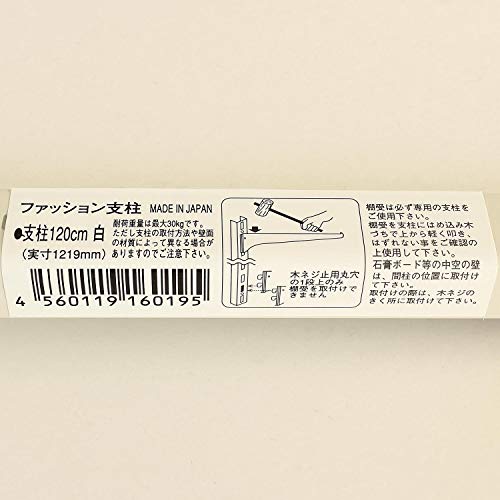 ファッション支柱 MADE IN JAPAN
●支柱120cm 白
(実寸1219mm)
耐荷重量は最大30kgです。
ただし支柱の取付方法や壁面
の材質によって異なる場合が
ありますのでご注意下さい。
4 560119 160195
木ネジ止用丸穴
の1段上のみ
棚受を取付けで
きません
棚受は必ず専用の支柱を
ご使用下さい。
棚受を支柱にはめ込み木
づちで上から軽く叩き、
はずれない事をご確認の
上使用して下さい。
石膏ボード等の中空の壁
は、間柱の位置に取付け
て下さい。
取付けの際は、木ネジの
きく所に取付けて下さい。